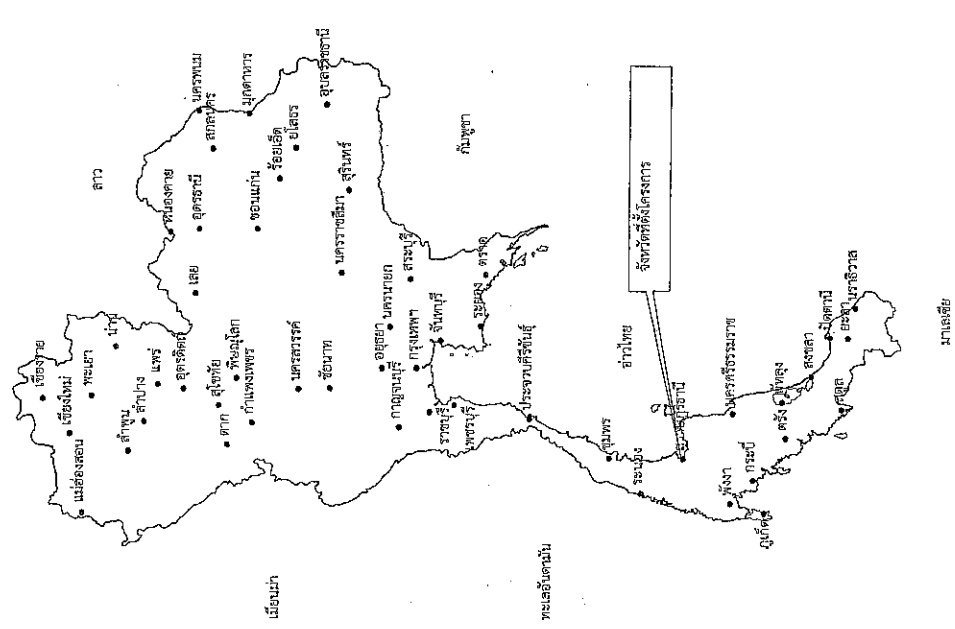 ลาว
เชียงราย
เชียงใหม่
แม่ฮ่องสอน
พะเยา
น่าน
ลำพูน
ลำปาง
แพร่
อุตรดิตถ์
เลย
หนองคาย
อุดรธานี
นครพนม
สกลนคร
มุกดาหาร
สุโขทัย
ตาก
พิษณุโลก
กำแพงเพชร
ขอนแก่น
ร้อยเอ็ด
ยโสธร
อุบลราชธานี
เมียนม่า
นครสวรรค์
ชัยนาท
นครราชสีมา
สุรินทร์
อยุธยา
นครนายก
สระบุรี
กาญจนบุรี
กรุงเทพฯ
จันทบุรี
ราชบุรี
เพชรบุรี
ระยอง
ตราด
กัมพูชา
ประจวบคีรีขันธ์
ทะเลอันดามัน
อ่าวไทย
จังหวัดที่ตั้งโครงการ
ชุมพร
ระนอง
สุราษฎร์ธานี
นครศรีธรรมราช
พังงา
กระบี่
ภูเก็ต
ตรัง
พัทลุง
สงขลา
สตูล
ปัตตานี
ยะลา
นราธิวาส
มาเลเซีย